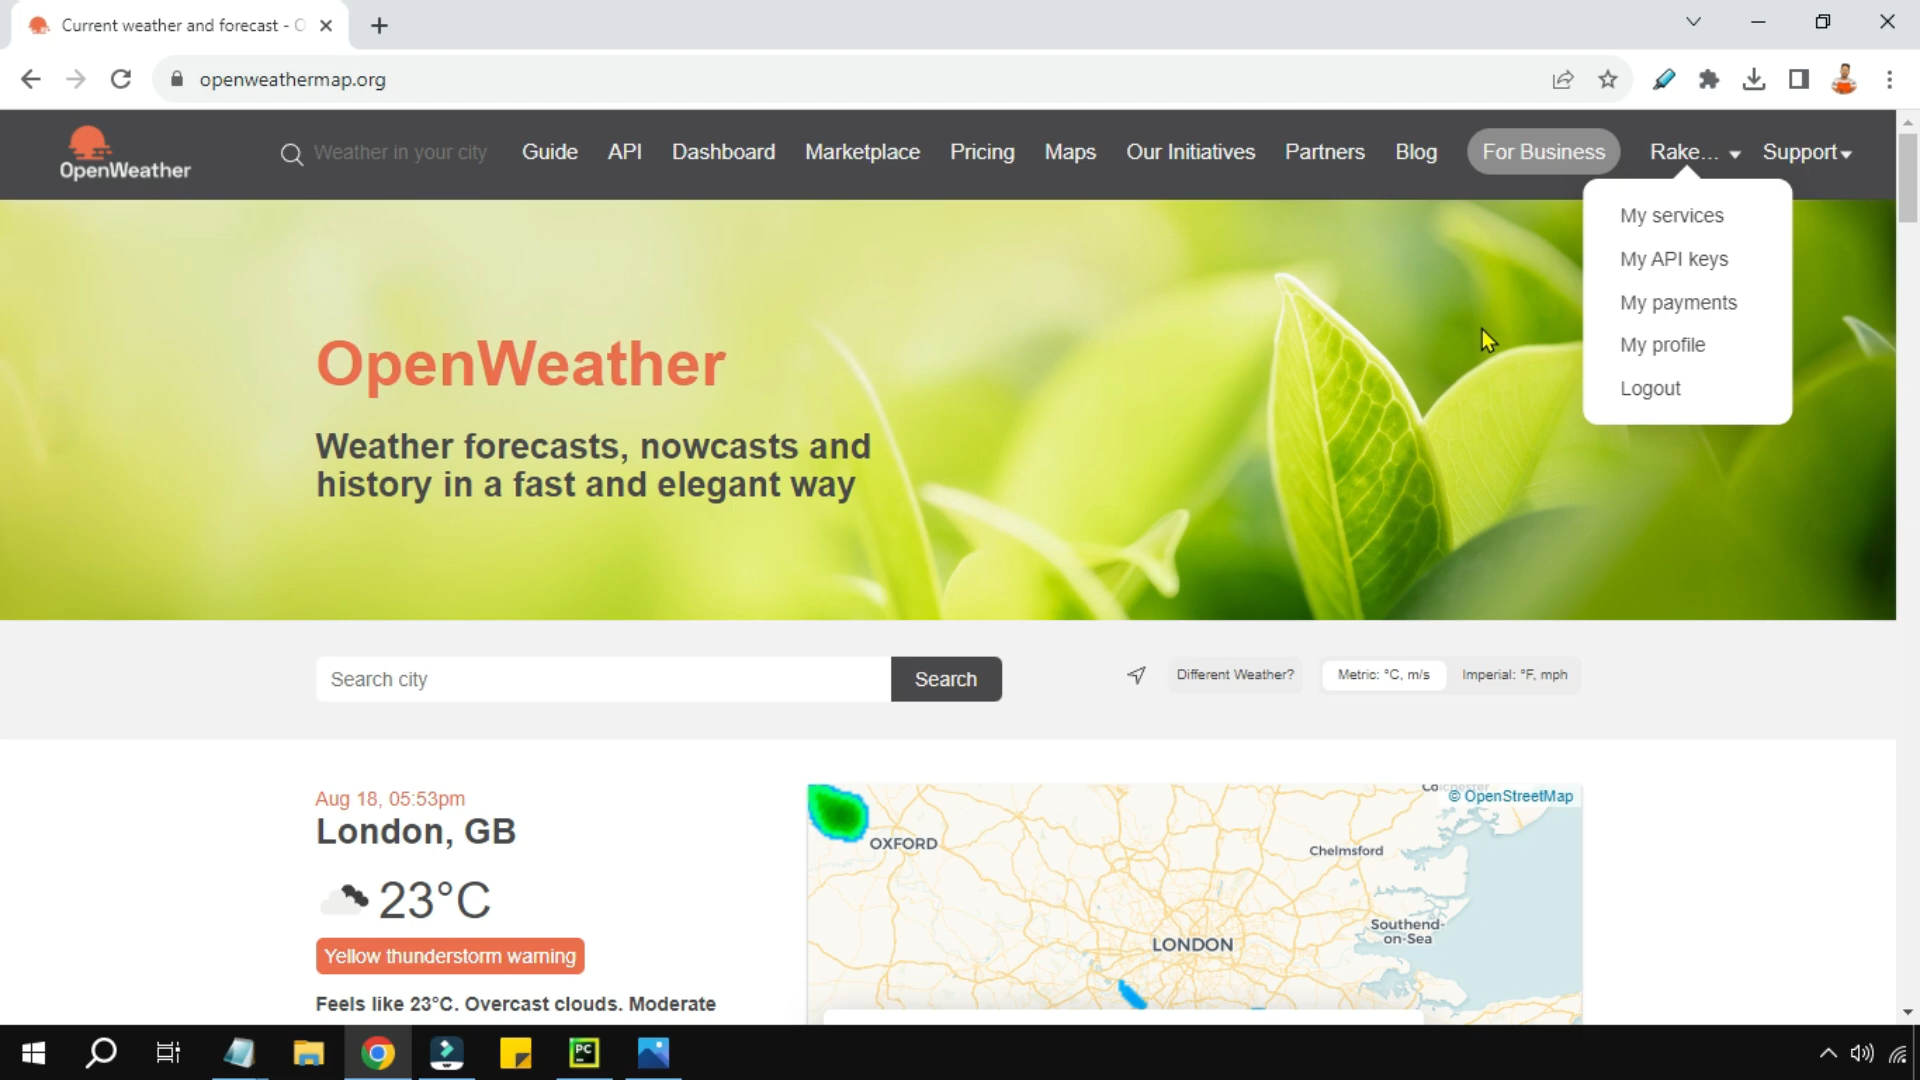 Current weather and forecast - O
openweathermap.org
OpenWeather
Weather in your city
Guide
API
Dashboard
Marketplace
Pricing
Maps
Our Initiatives
Partners
Blog
For Business
Rake...
Support
My services
My API keys
My payments
My profile
Logout
OpenWeather
Weather forecasts, nowcasts and
history in a fast and elegant way
Search city
Search
Different Weather?
Metric: °C, m/s
Imperial: °F, mph
Aug 18, 05:53pm
London, GB
23°C
Yellow thunderstorm warning
Feels like 23°C. Overcast clouds. Moderate
© OpenStreetMap
OXFORD
Chelmsford
Southend-
on-Sea
LONDON
PC